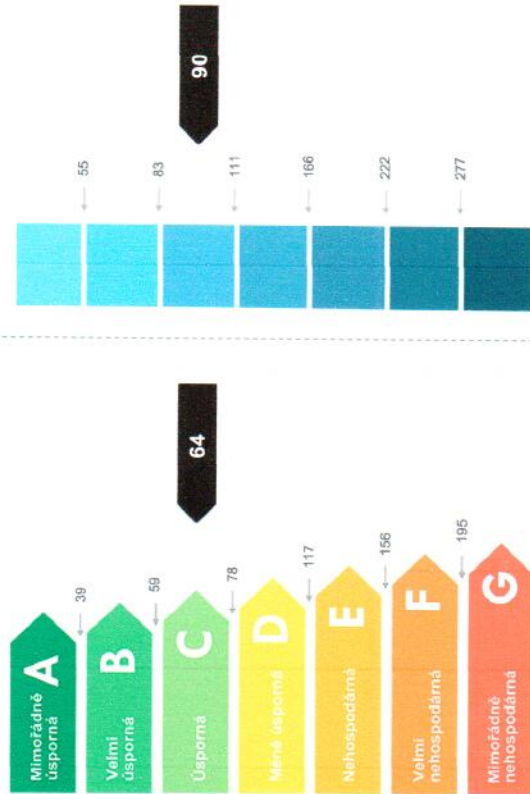 Mimořádně
úsporná
A
39
Velmi
úsporná
B
59
Úsporná
C
64
78
Méně úsporná
D
117
Nehospodárná
E
156
Velmi
nehospodárná
F
195
Mimořádně
nehospodárná
G
55
83
90
111
166
222
277